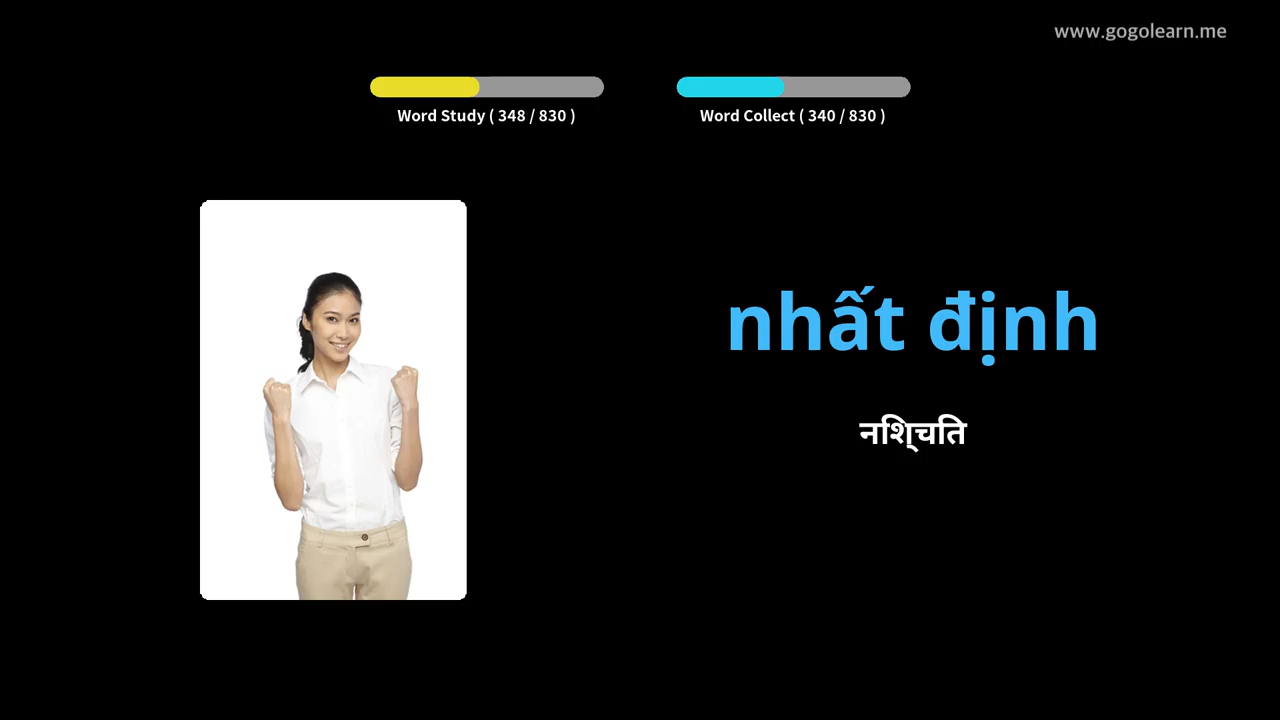 www.gogolearn.me
Word Study ( 348 / 830 )
Word Collect ( 340 / 830 )
nhất định
नशि्चति